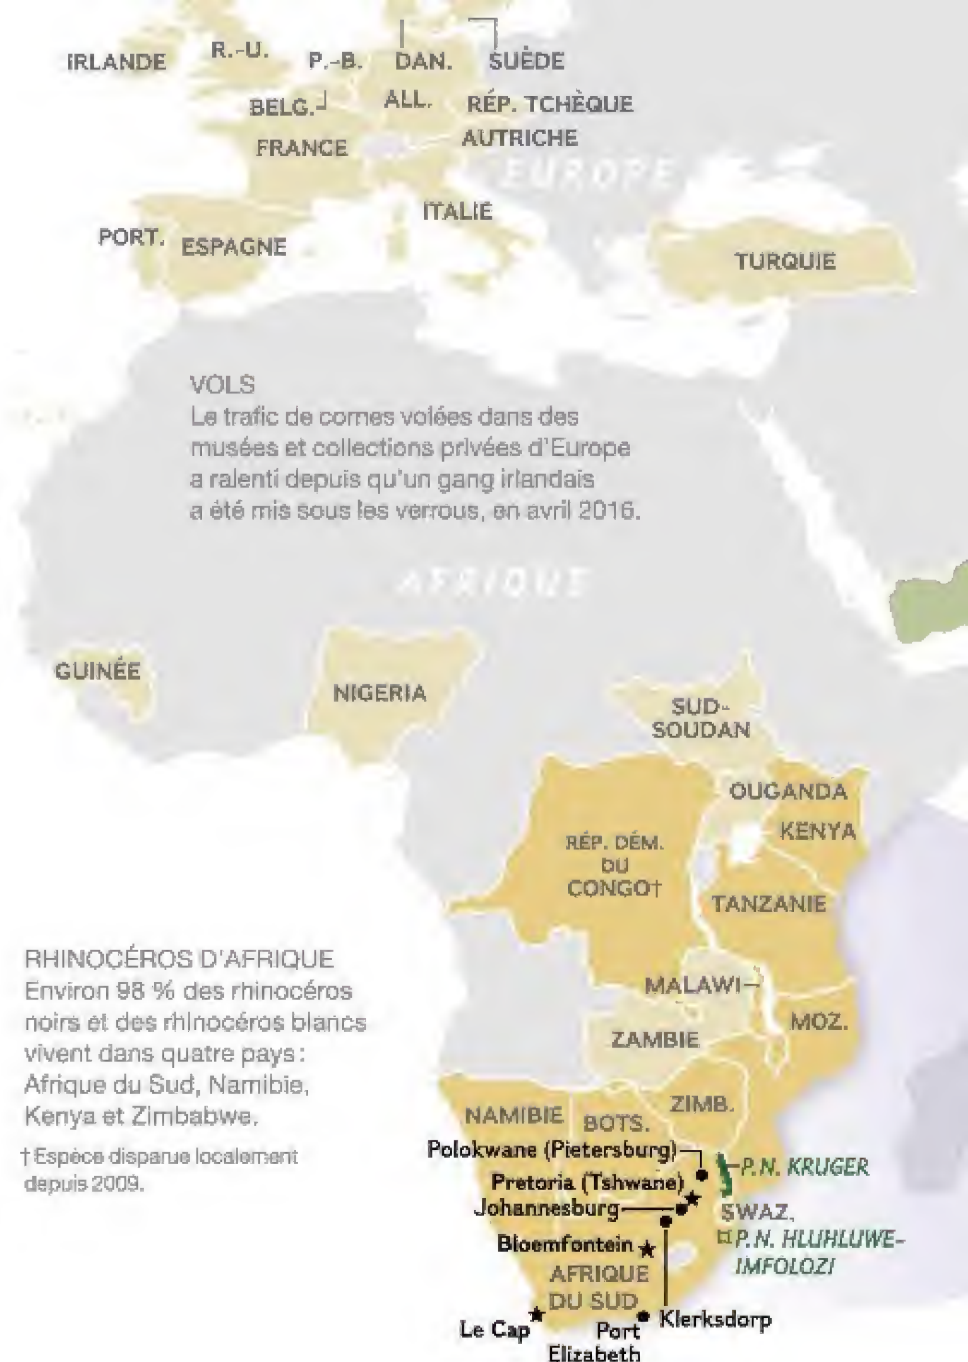 IRLANDE
R.-U.
P.-B.
DAN.
SUÈDE
BELG.
ALL.
RÉP. TCHÈQUE
FRANCE
AUTRICHE
EUROPE
ITALIE
PORT.
ESPAGNE
TURQUIE
VOLS
Le trafic de cornes volées dans des
musées et collections privées d'Europe
a ralenti depuis qu'un gang irlandais
a été mis sous les verrous, en avril 2016.
AFRIQUE
GUINÉE
NIGERIA
SUD-
SOUDAN
OUGANDA
KENYA
RÉP. DÉM.
DU
CONGO†
TANZANIE
RHINOCÉROS D'AFRIQUE
Environ 98 % des rhinocéros
noirs et des rhinocéros blancs
vivent dans quatre pays :
Afrique du Sud, Namibie,
Kenya et Zimbabwe.
† Espèce disparue localement
depuis 2009.
MALAWI
ZAMBIE
MOZ.
NAMIBIE
BOTS.
ZIMB.
Polokwane (Pietersburg)
P.N. KRUGER
Pretoria (Tshwane)
Johannesburg
SWAZ.
P.N. HLUHLUWE-
IMFOLOZI
Bloemfontein
AFRIQUE
DU SUD
Klerksdorp
Le Cap
Port
Elizabeth